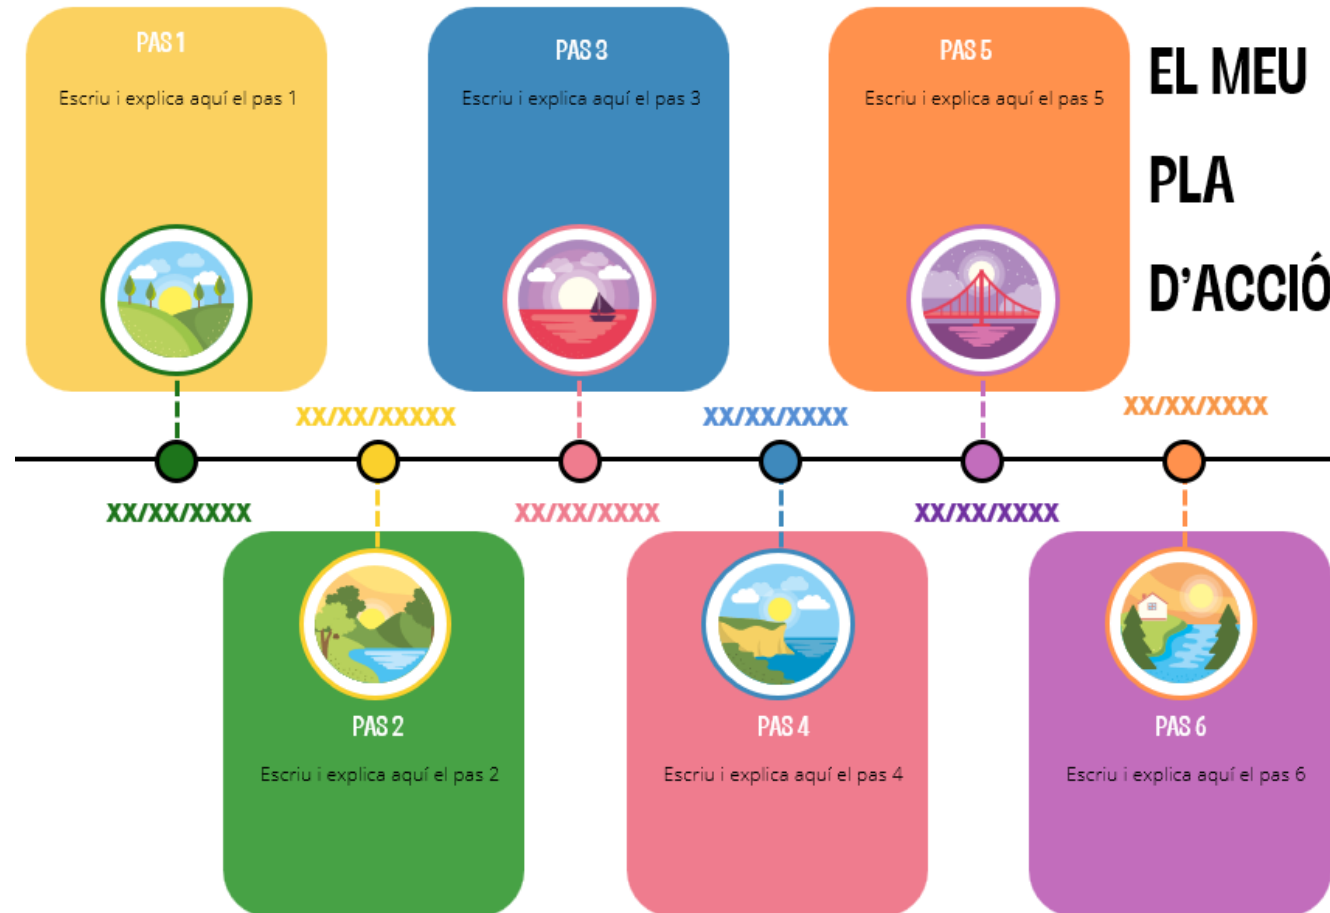 EL MEU
PLA
D'ACCIÓ
PAS 1
Escriu i explica aquí el pas 1
XX/XX/XXXX
PAS 2
Escriu i explica aquí el pas 2
XX/XX/XXXXX
PAS 3
Escriu i explica aquí el pas 3
XX/XX/XXXX
PAS 4
Escriu i explica aquí el pas 4
XX/XX/XXXX
PAS 5
Escriu i explica aquí el pas 5
XX/XX/XXXX
PAS 6
Escriu i explica aquí el pas 6
XX/XX/XXXX